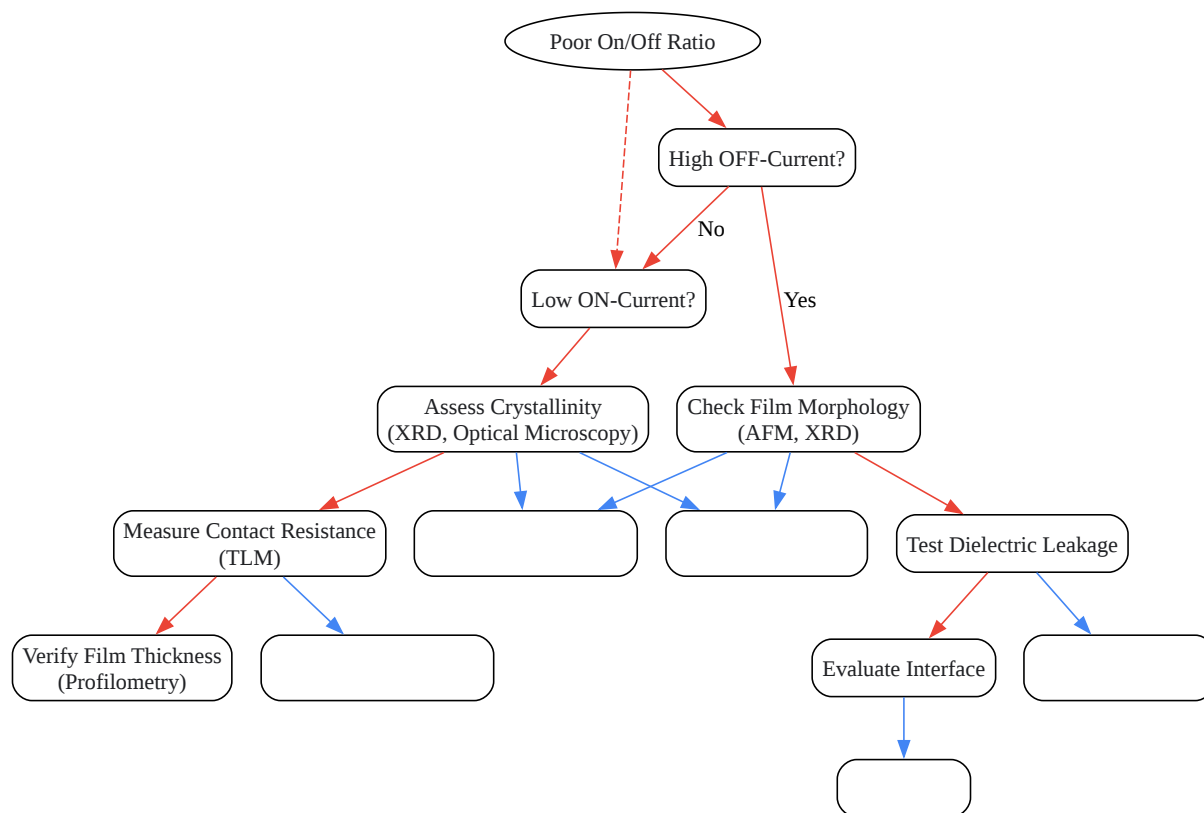 Poor On/Off Ratio
High OFF-Current?
No
Low ON-Current?
Yes
Assess Crystallinity
(XRD, Optical Microscopy)
Check Film Morphology
(AFM, XRD)
Measure Contact Resistance
(TLM)
Test Dielectric Leakage
Verify Film Thickness
(Profilometry)
Evaluate Interface